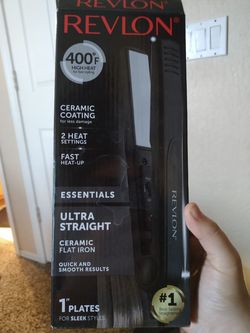 REVLON
REVLON®
400°F
HIGH HEAT
CERAMIC
COATING
for less damage
2 HEAT
SETTINGS
FAST
HEAT-UP
ESSENTIALS
ULTRA
STRAIGHT
CERAMIC
FLAT IRON
QUICK AND
SMOOTH RESULTS
1" PLATES
FOR SLEEK STYLES
REVLON
#1